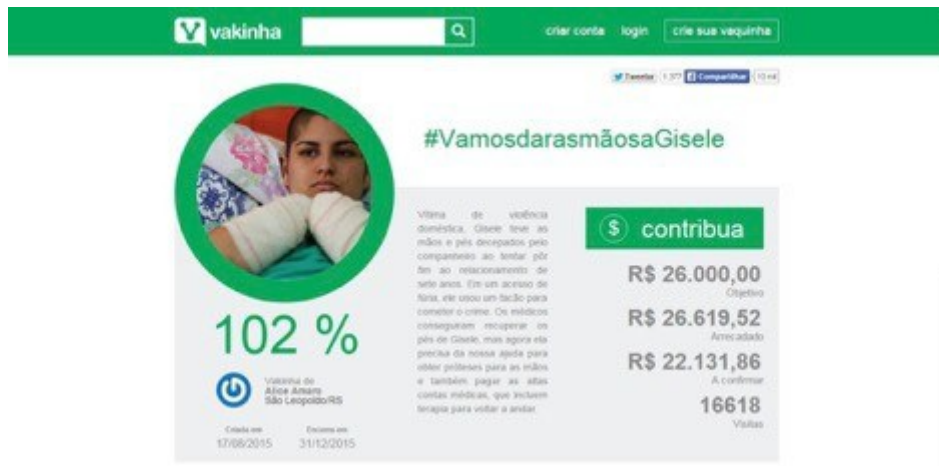 vakinha
criar conta login crie sua vaquinha
Tweetar 1.377 Compartilhar 10 mil
#VamosdarasmãosaGisele
Vítima de violência
doméstica, Gisele teve as
mãos e pés decepados pelo
companheiro ao tentar pôr
fim ao relacionamento de
sete anos. Em um acesso de
fúria, ele usou um facão para
cometer o crime. Os médicos
conseguiram recuperar os
pés de Gisele, mas agora ela
precisa da nossa ajuda para
obter próteses para as mãos
e também pagar as altas
contas médicas, que incluem
terapia para voltar a andar.
$ contribua
R$ 26.000,00
Objetivo
R$ 26.619,52
Arrecadado
R$ 22.131,86
A confirmar
16618
Visitas
102 %
Vakinha de
Alice Amaro
São Leopoldo/RS
Criada em Encerra em
17/08/2015 31/12/2015